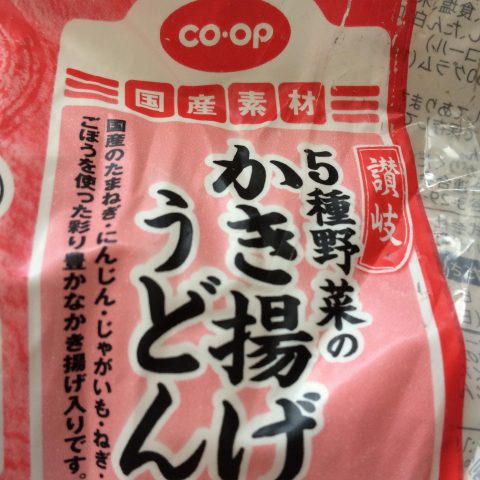 CO·OP
国産素材
讃岐
5種野菜の
かき揚げ
うどん
国産のたまねぎ・にんじん・じゃがいも・ねぎ・
ごぼうを使った彩り豊かなかき揚げ入りです。